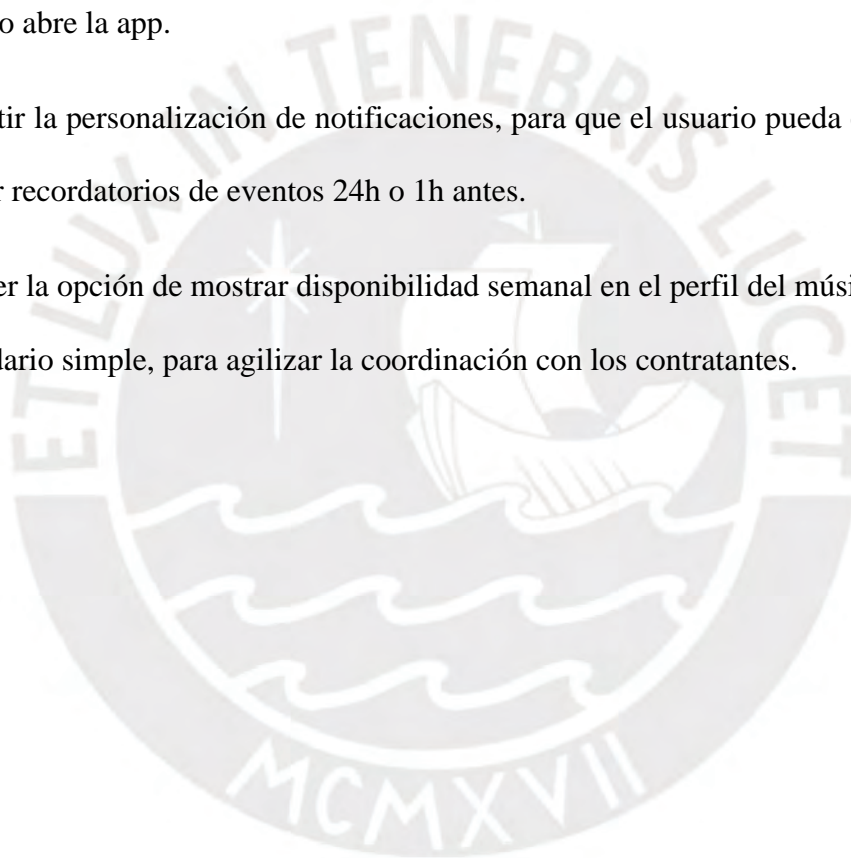 o abre la app.
tir la personalización de notificaciones, para que el usuario pueda
r recordatorios de eventos 24h o 1h antes.
er la opción de mostrar disponibilidad semanal en el perfil del músi
dario simple, para agilizar la coordinación con los contratantes.
ET LUX IN TENEBRIS LUCET
MCMXVII